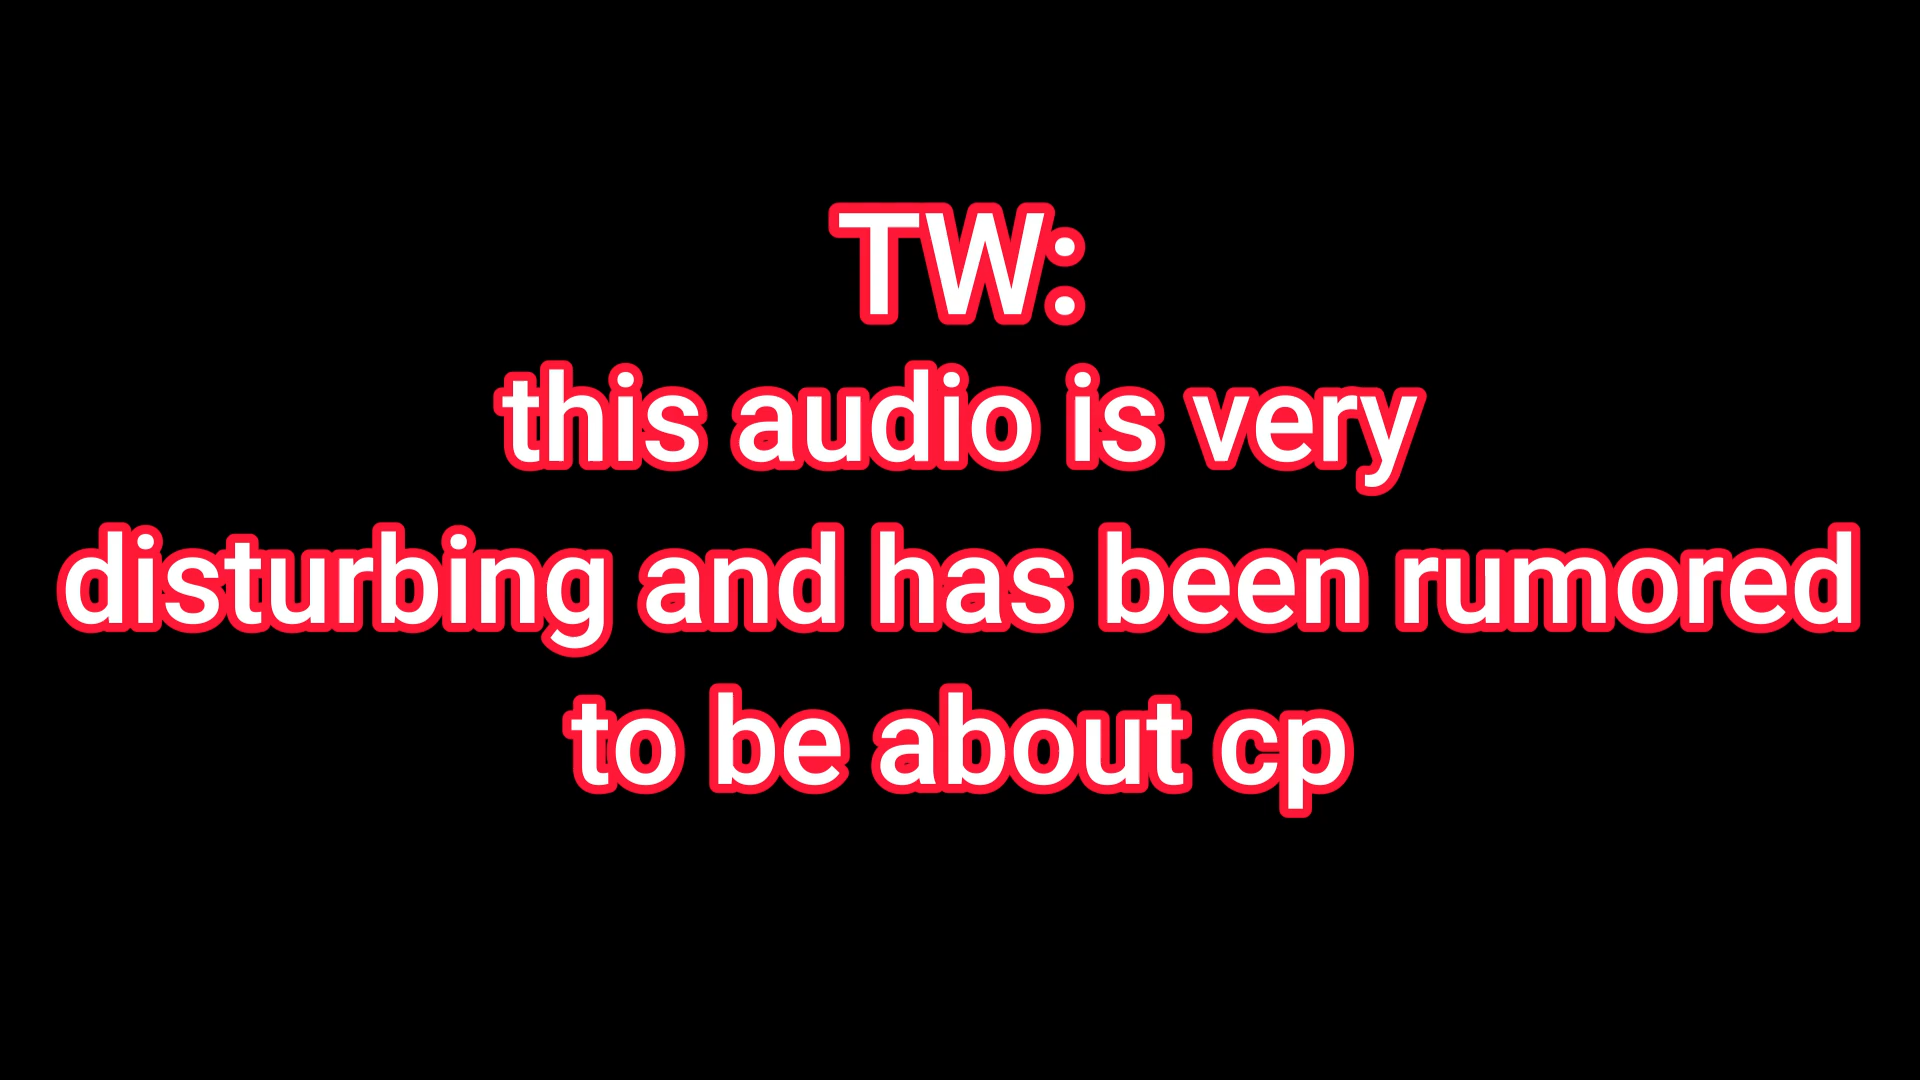 TW:
this audio is very
disturbing and has been rumored
to be about cp